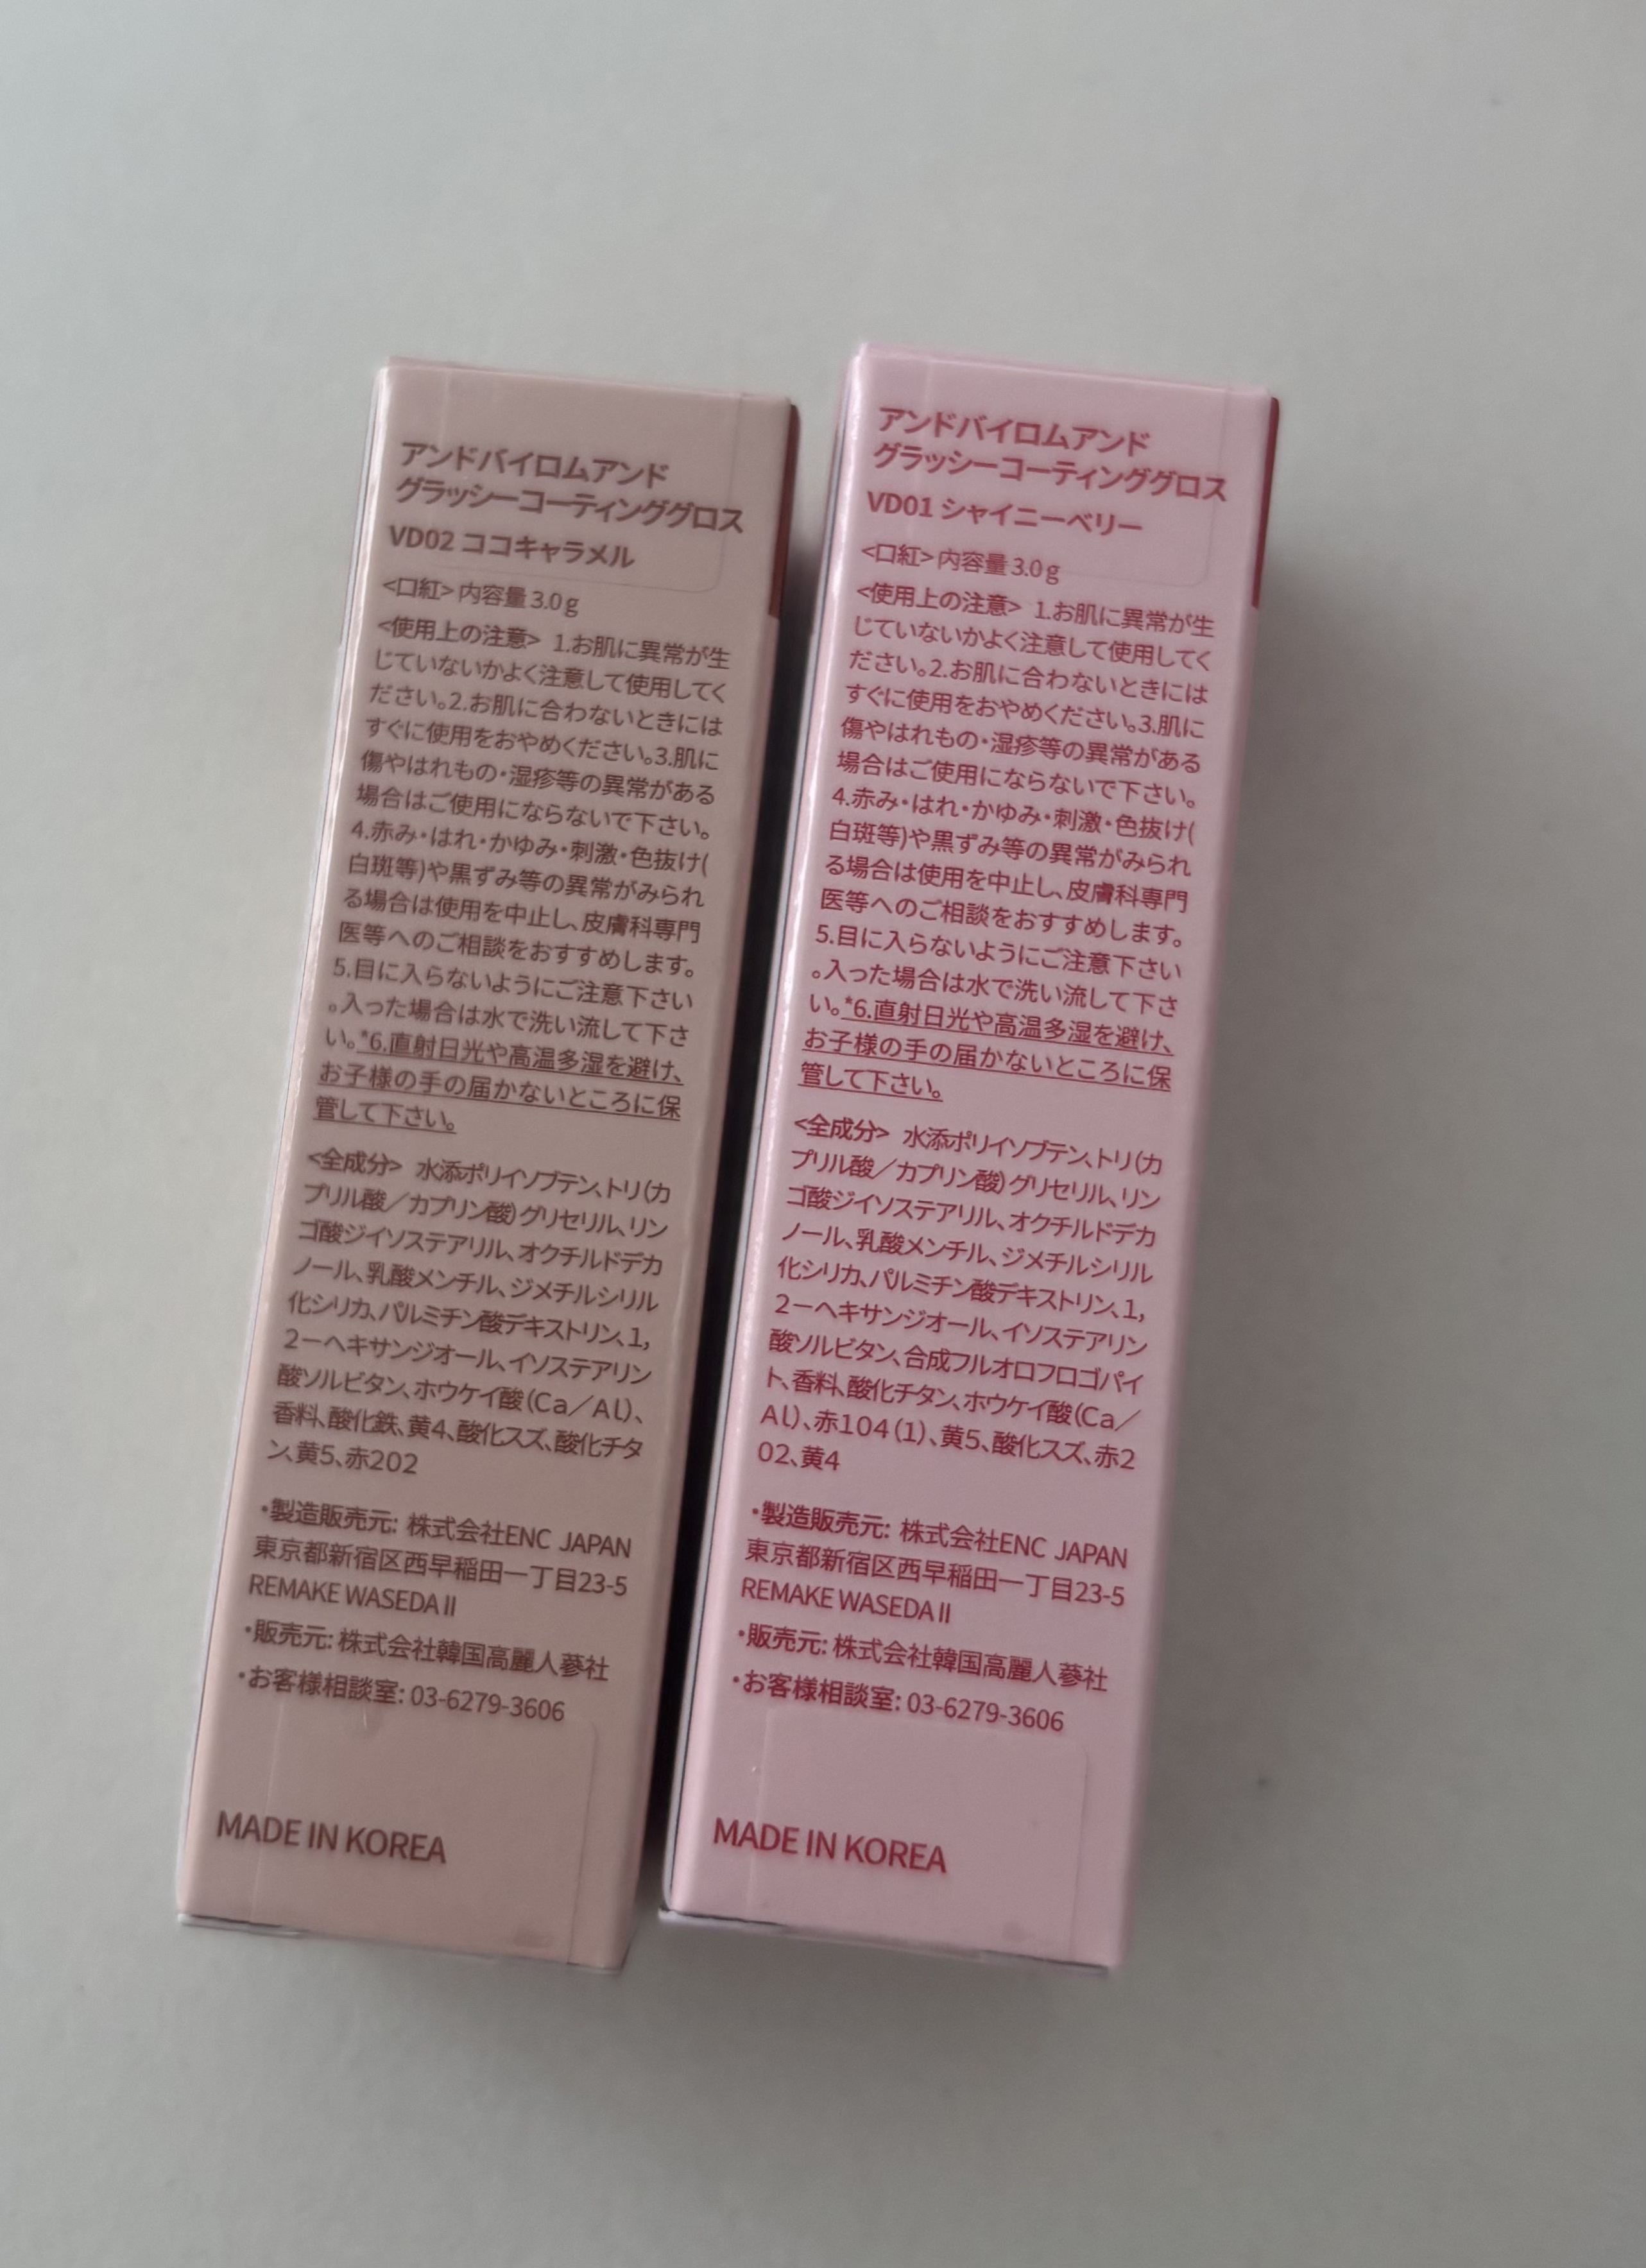 アンドバイロムアンド
グラッシーコーティンググロス
VD02 ココキャラメル
<口紅> 内容量 3.0g
<使用上の注意> 1.お肌に異常が生
じていないかよく注意して使用してく
ださい。2.お肌に合わないときには
すぐに使用をおやめください。3.肌に
傷やはれもの・湿疹等の異常がある
場合はご使用にならないで下さい。
4.赤み・はれ・かゆみ・刺激・色抜け(
白斑等)や黒ずみ等の異常がみられ
る場合は使用を中止し、皮膚科専門
医等へのご相談をおすすめします。
5.目に入らないようにご注意下さい
。入った場合は水で洗い流して下さ
い。*6.直射日光や高温多湿を避け、
お子様の手の届かないところに保
管して下さい。
<全成分> 水添ポリイソブテン、トリ(カ
プリル酸／カプリン酸)グリセリル、リン
ゴ酸ジイソステアリル、オクチルドデカ
ノール、乳酸メンチル、ジメチルシリル
化シリカ、パルミチン酸デキストリン、1,
2－ヘキサンジオール、イソステアリン
酸ソルビタン、ホウケイ酸(Ca／Al)、
香料、酸化鉄、黄4、酸化スズ、酸化チタ
ン、黄5、赤202
・製造販売元: 株式会社ENC JAPAN
東京都新宿区西早稲田一丁目23-5
REMAKE WASEDA II
・販売元: 株式会社韓国高麗人蔘社
・お客様相談室: 03-6279-3606
MADE IN KOREA
アンドバイロムアンド
グラッシーコーティンググロス
VD01 シャイニーベリー
<口紅> 内容量 3.0g
<使用上の注意> 1.お肌に異常が生
じていないかよく注意して使用してく
ださい。2.お肌に合わないときには
すぐに使用をおやめください。3.肌に
傷やはれもの・湿疹等の異常がある
場合はご使用にならないで下さい。
4.赤み・はれ・かゆみ・刺激・色抜け(
白斑等)や黒ずみ等の異常がみられ
る場合は使用を中止し、皮膚科専門
医等へのご相談をおすすめします。
5.目に入らないようにご注意下さい
。入った場合は水で洗い流して下さ
い。*6.直射日光や高温多湿を避け、
お子様の手の届かないところに保
管して下さい。
<全成分> 水添ポリイソブテン、トリ(カ
プリル酸／カプリン酸)グリセリル、リン
ゴ酸ジイソステアリル、オクチルドデカ
ノール、乳酸メンチル、ジメチルシリル
化シリカ、パルミチン酸デキストリン、1,
2－ヘキサンジオール、イソステアリン
酸ソルビタン、合成フルオロフロゴパイ
ト、香料、酸化チタン、ホウケイ酸(Ca／
Al)、赤104(1)、黄5、酸化スズ、赤2
02、黄4
・製造販売元: 株式会社ENC JAPAN
東京都新宿区西早稲田一丁目23-5
REMAKE WASEDA II
・販売元: 株式会社韓国高麗人蔘社
・お客様相談室: 03-6279-3606
MADE IN KOREA